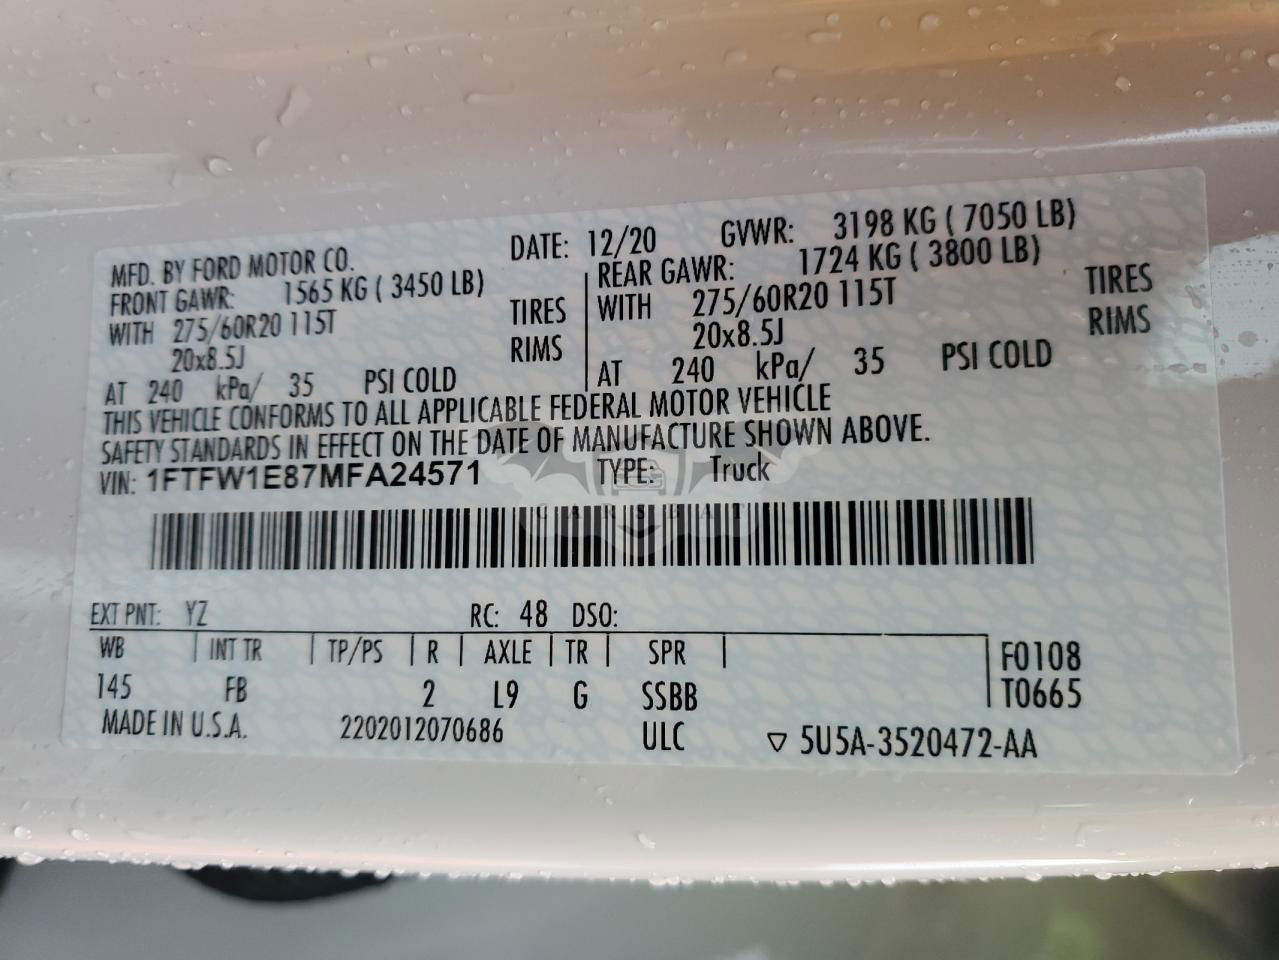 MFD. BY FORD MOTOR CO. DATE: 12/20 GVWR: 3198 KG ( 7050 LB)
FRONT GAWR: 1565 KG ( 3450 LB) REAR GAWR: 1724 KG ( 3800 LB)
WITH 275/60R20 115T TIRES WITH 275/60R20 115T TIRES
20x8.5J RIMS 20x8.5J RIMS
AT 240 kPa/ 35 PSI COLD AT 240 kPa/ 35 PSI COLD
THIS VEHICLE CONFORMS TO ALL APPLICABLE FEDERAL MOTOR VEHICLE
SAFETY STANDARDS IN EFFECT ON THE DATE OF MANUFACTURE SHOWN ABOVE.
VIN: 1FTFW1E87MFA24571 TYPE: Truck
CARSBAT
EXT PNT: YZ RC: 48 DSO:
WB INT TR TP/PS R AXLE TR SPR F0108
145 FB 2 L9 G SSBB T0665
MADE IN U.S.A. 2202012070686 ULC ▽ 5U5A-3520472-AA